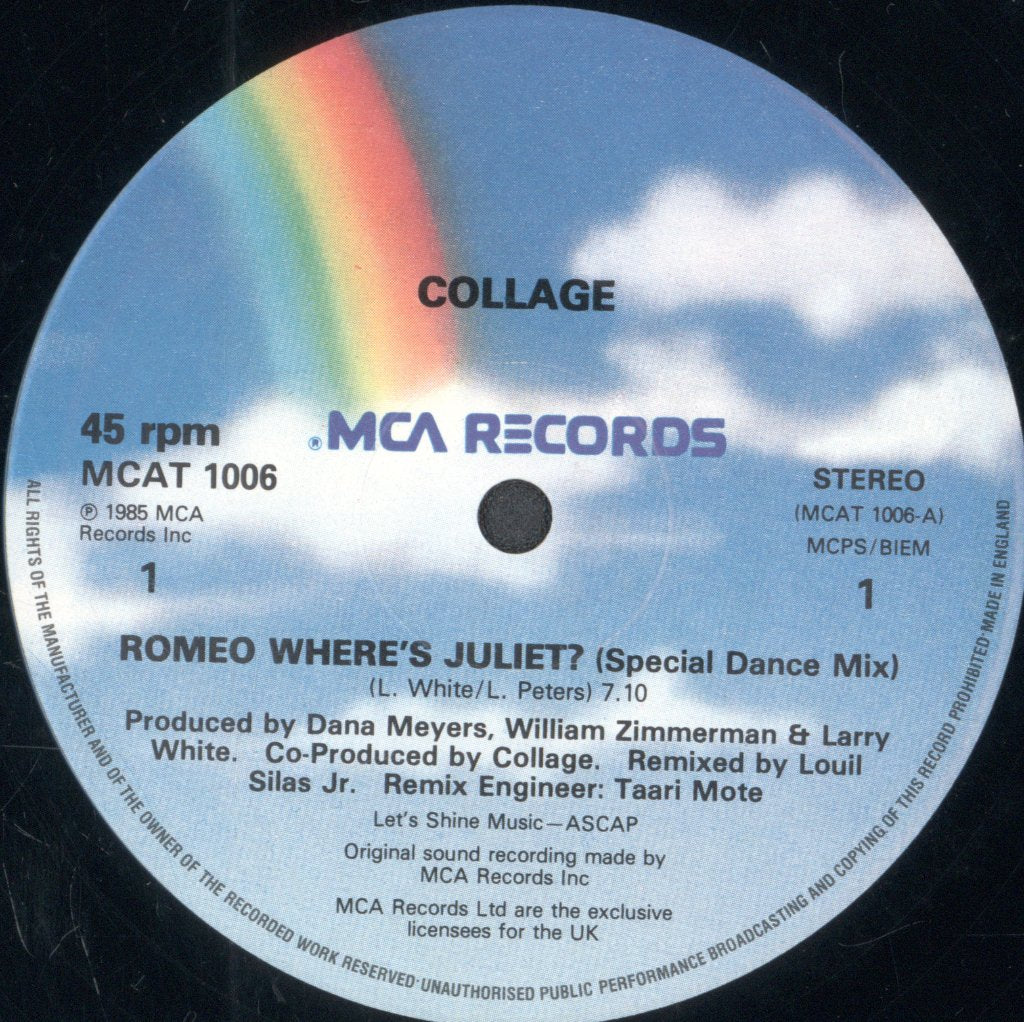 COLLAGE
® MCA RECORDS
45 rpm
MCAT 1006
℗ 1985 MCA
Records Inc
1
STEREO
(MCAT 1006-A)
MCPS/BIEM
1
ROMEO WHERE'S JULIET? (Special Dance Mix)
(L. White/L. Peters) 7.10
Produced by Dana Meyers, William Zimmerman & Larry
White. Co-Produced by Collage. Remixed by Louil
Silas Jr. Remix Engineer: Taari Mote
Let's Shine Music—ASCAP
Original sound recording made by
MCA Records Inc
MCA Records Ltd are the exclusive
licensees for the UK
ALL RIGHTS OF THE MANUFACTURER AND OF THE OWNER OF THE RECORDED WORK RESERVED·UNAUTHORISED PUBLIC PERFORMANCE BROADCASTING AND COPYING OF THIS RECORD PROHIBITED·MADE IN ENGLAND